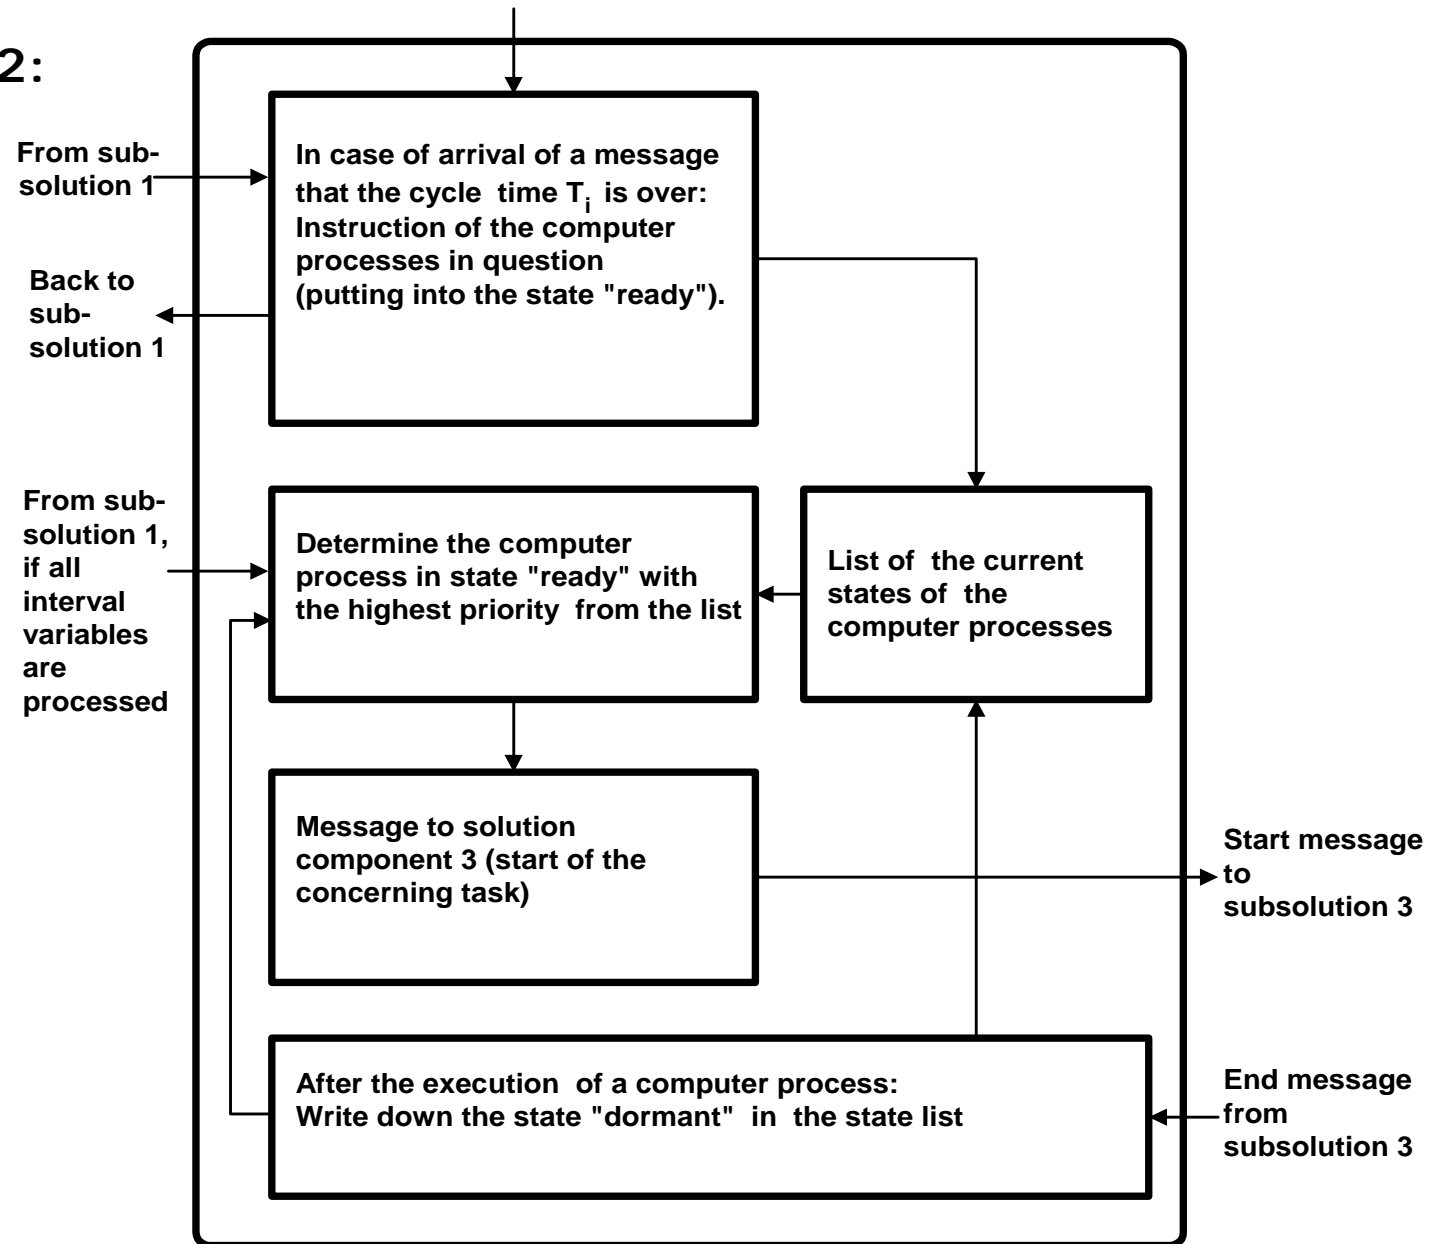 2:
From sub-
solution 1
In case of arrival of a message
that the cycle time Ti is over:
Instruction of the computer
processes in question
(putting into the state "ready").
Back to
sub-
solution 1
From sub-
solution 1,
if all
interval
variables
are
processed
Determine the computer
process in state "ready" with
the highest priority from the list
List of the current
states of the
computer processes
Message to solution
component 3 (start of the
concerning task)
Start message
to
subsolution 3
After the execution of a computer process:
Write down the state "dormant" in the state list
End message
from
subsolution 3